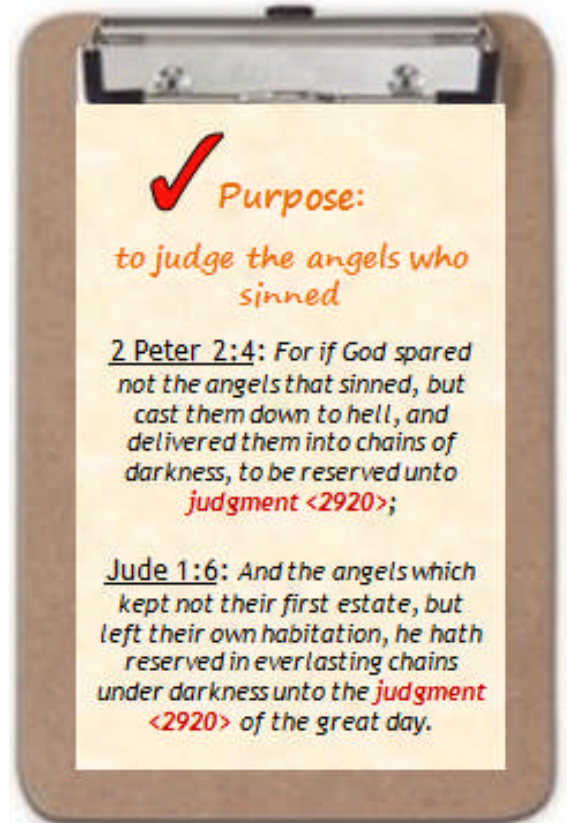 Purpose:
to judge the angels who
sinned
2 Peter 2:4: For if God spared
not the angels that sinned, but
cast them down to hell, and
delivered them into chains of
darkness, to be reserved unto
judgment <2920>;
Jude 1:6: And the angels which
kept not their first estate, but
left their own habitation, he hath
reserved in everlasting chains
under darkness unto the judgment
<2920> of the great day.